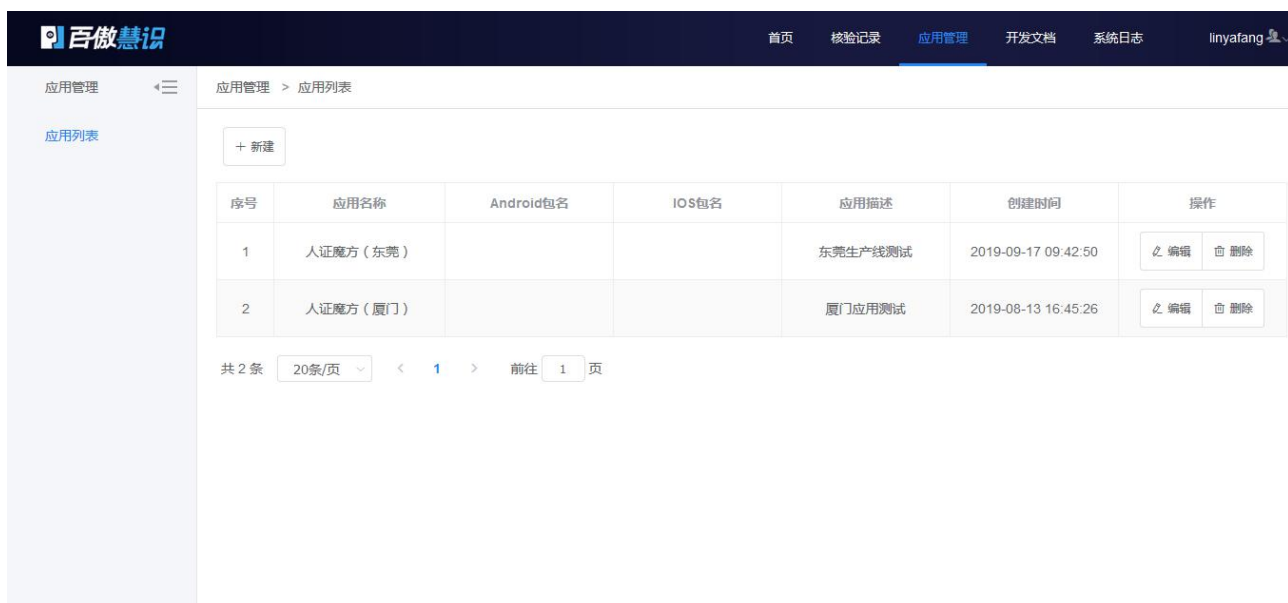 百傲慧识 首页 核验记录 应用管理 开发文档 系统日志 linyafang
应用管理 应用管理 > 应用列表
应用列表
+ 新建
序号 应用名称 Android包名 IOS包名 应用描述 创建时间 操作
1 人证魔方（东莞） 东莞生产线测试 2019-09-17 09:42:50 编辑 删除
2 人证魔方（厦门） 厦门应用测试 2019-08-13 16:45:26 编辑 删除
共 2 条 20条/页 < 1 > 前往 1 页